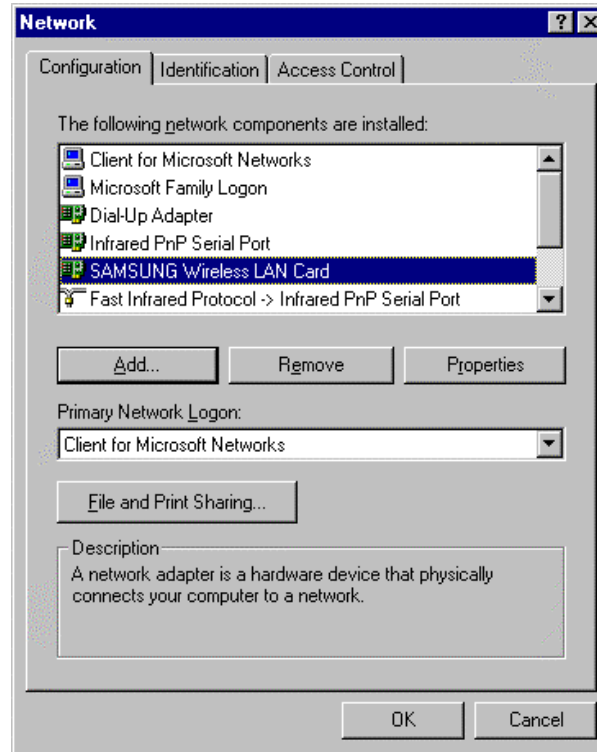 Network
Configuration Identification Access Control
The following network components are installed:
Client for Microsoft Networks
Microsoft Family Logon
Dial-Up Adapter
Infrared PnP Serial Port
SAMSUNG Wireless LAN Card
Fast Infrared Protocol -> Infrared PnP Serial Port
Add... Remove Properties
Primary Network Logon:
Client for Microsoft Networks
File and Print Sharing...
Description
A network adapter is a hardware device that physically
connects your computer to a network.
OK Cancel